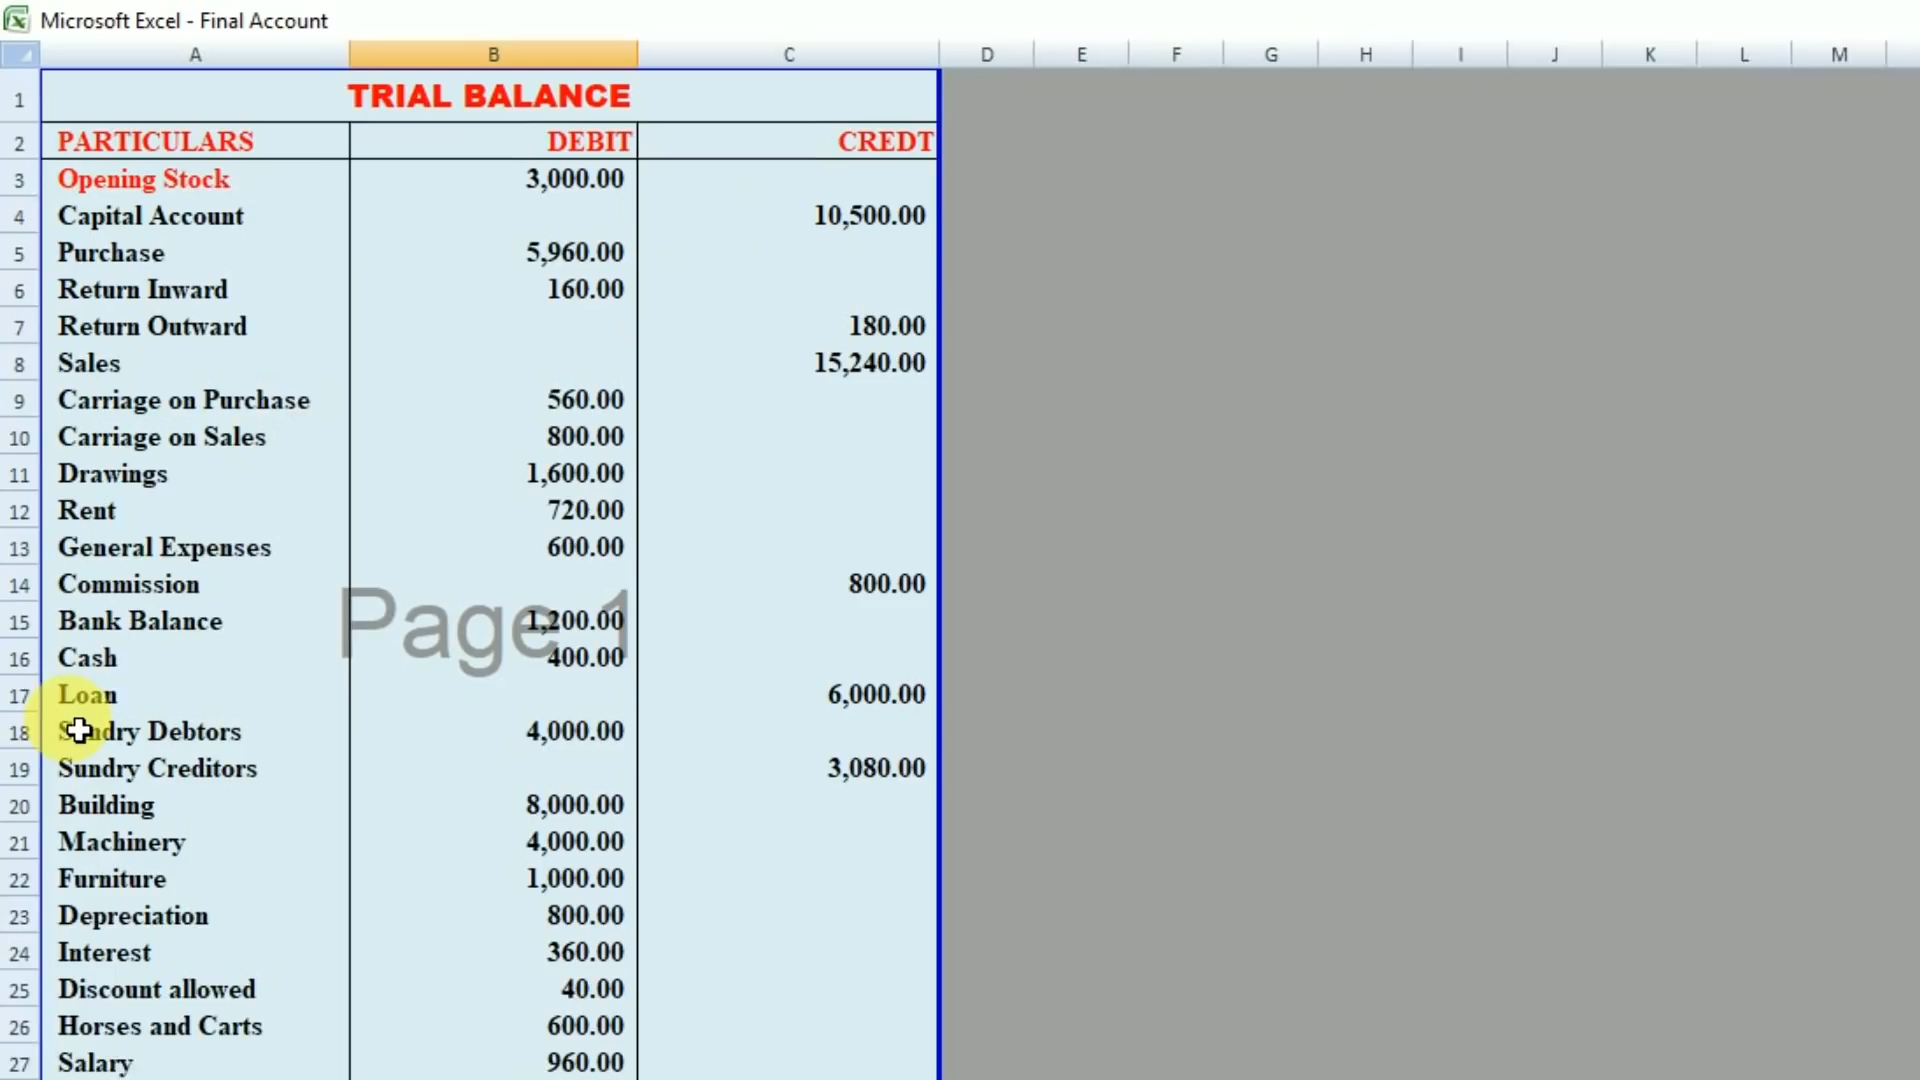 Microsoft Excel - Final Account
A B C D E F G H I J K L M
1 TRIAL BALANCE
2 PARTICULARS DEBIT CREDT
3 Opening Stock 3,000.00
4 Capital Account 10,500.00
5 Purchase 5,960.00
6 Return Inward 160.00
7 Return Outward 180.00
8 Sales 15,240.00
9 Carriage on Purchase 560.00
10 Carriage on Sales 800.00
11 Drawings 1,600.00
12 Rent 720.00
13 General Expenses 600.00
14 Commission 800.00
Page 1
15 Bank Balance 1,200.00
16 Cash 400.00
17 Loan 6,000.00
18 Sundry Debtors 4,000.00
19 Sundry Creditors 3,080.00
20 Building 8,000.00
21 Machinery 4,000.00
22 Furniture 1,000.00
23 Depreciation 800.00
24 Interest 360.00
25 Discount allowed 40.00
26 Horses and Carts 600.00
27 Salary 960.00